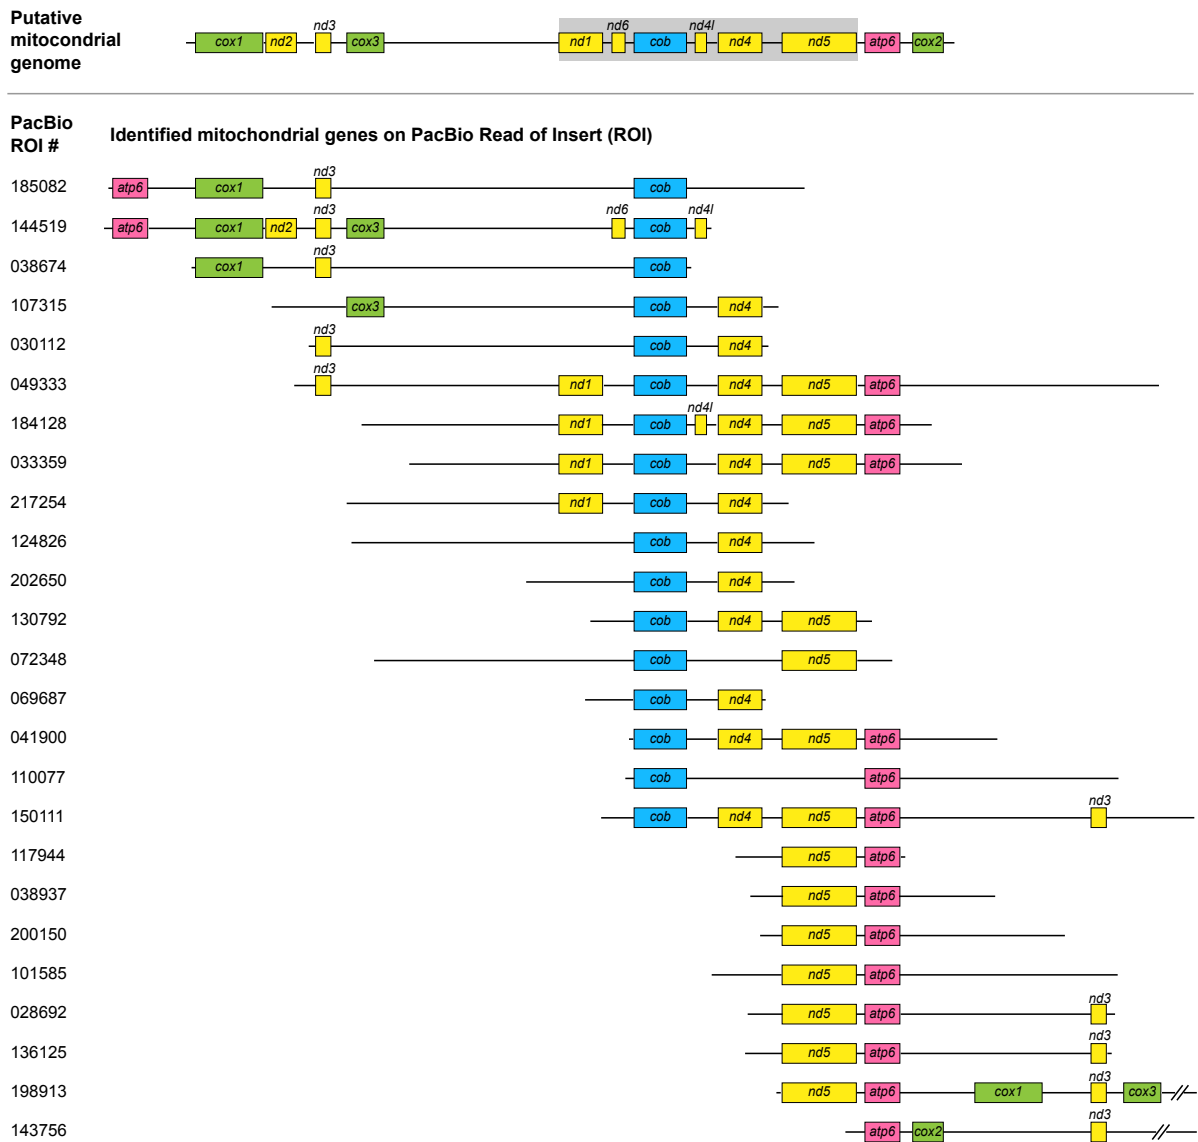 Putative
mitocondrial
genome
nd3 nd6 nd4l
cox1 nd2 cox3 nd1 cob nd4 nd5 atp6 cox2
PacBio
ROI #
Identified mitochondrial genes on PacBio Read of Insert (ROI)
nd3
185082 atp6 cox1 cob
nd3 nd6 nd4l
144519 atp6 cox1 nd2 cox3 cob
nd3
038674 cox1 cob
107315 cox3 cob nd4
nd3
030112 cob nd4
nd3
049333 nd1 cob nd4 nd5 atp6
nd4l
184128 nd1 cob nd4 nd5 atp6
033359 nd1 cob nd4 nd5 atp6
217254 nd1 cob nd4
124826 cob nd4
202650 cob nd4
130792 cob nd4 nd5
072348 cob nd5
069687 cob nd4
041900 cob nd4 nd5 atp6
110077 cob atp6
nd3
150111 cob nd4 nd5 atp6
117944 nd5 atp6
038937 nd5 atp6
200150 nd5 atp6
101585 nd5 atp6
nd3
028692 nd5 atp6
nd3
136125 nd5 atp6
nd3
198913 nd5 atp6 cox1 cox3
nd3
143756 atp6 cox2